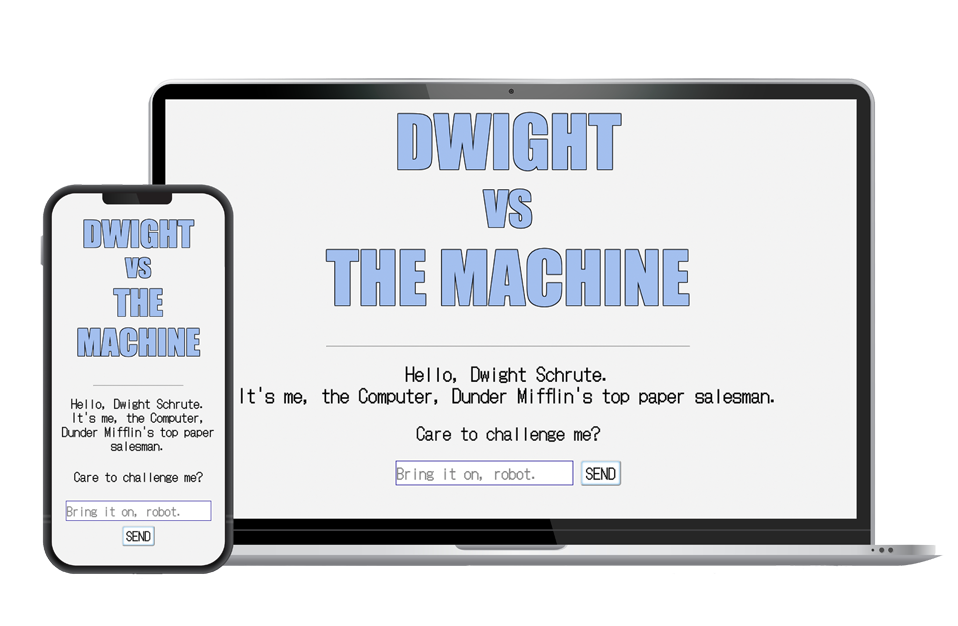 DWIGHT
VS
THE MACHINE
Hello, Dwight Schrute.
It's me, the Computer, Dunder Mifflin's top paper salesman.
Care to challenge me?
Bring it on, robot.
SEND
DWIGHT
VS
THE
MACHINE
Hello, Dwight Schrute.
It's me, the Computer,
Dunder Mifflin's top paper
salesman.
Care to challenge me?
Bring it on, robot.
SEND